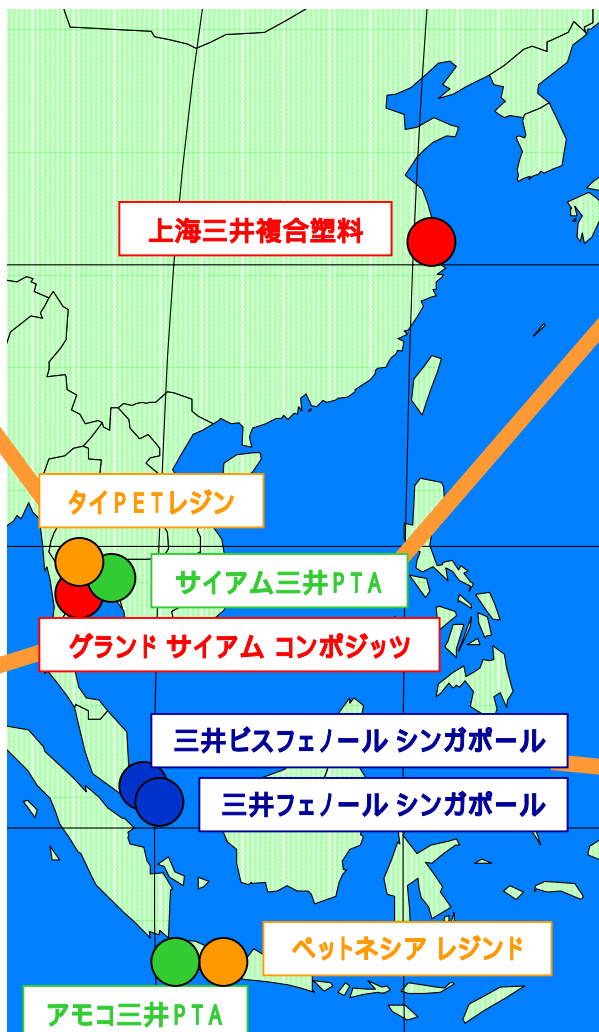 上海三井複合塑料
タイPETレジン
サイアム三井PTA
グランド サイアム コンポジッツ
三井ビスフェノール シンガポール
三井フェノール シンガポール
ペットネシア レジンド
アモコ三井PTA